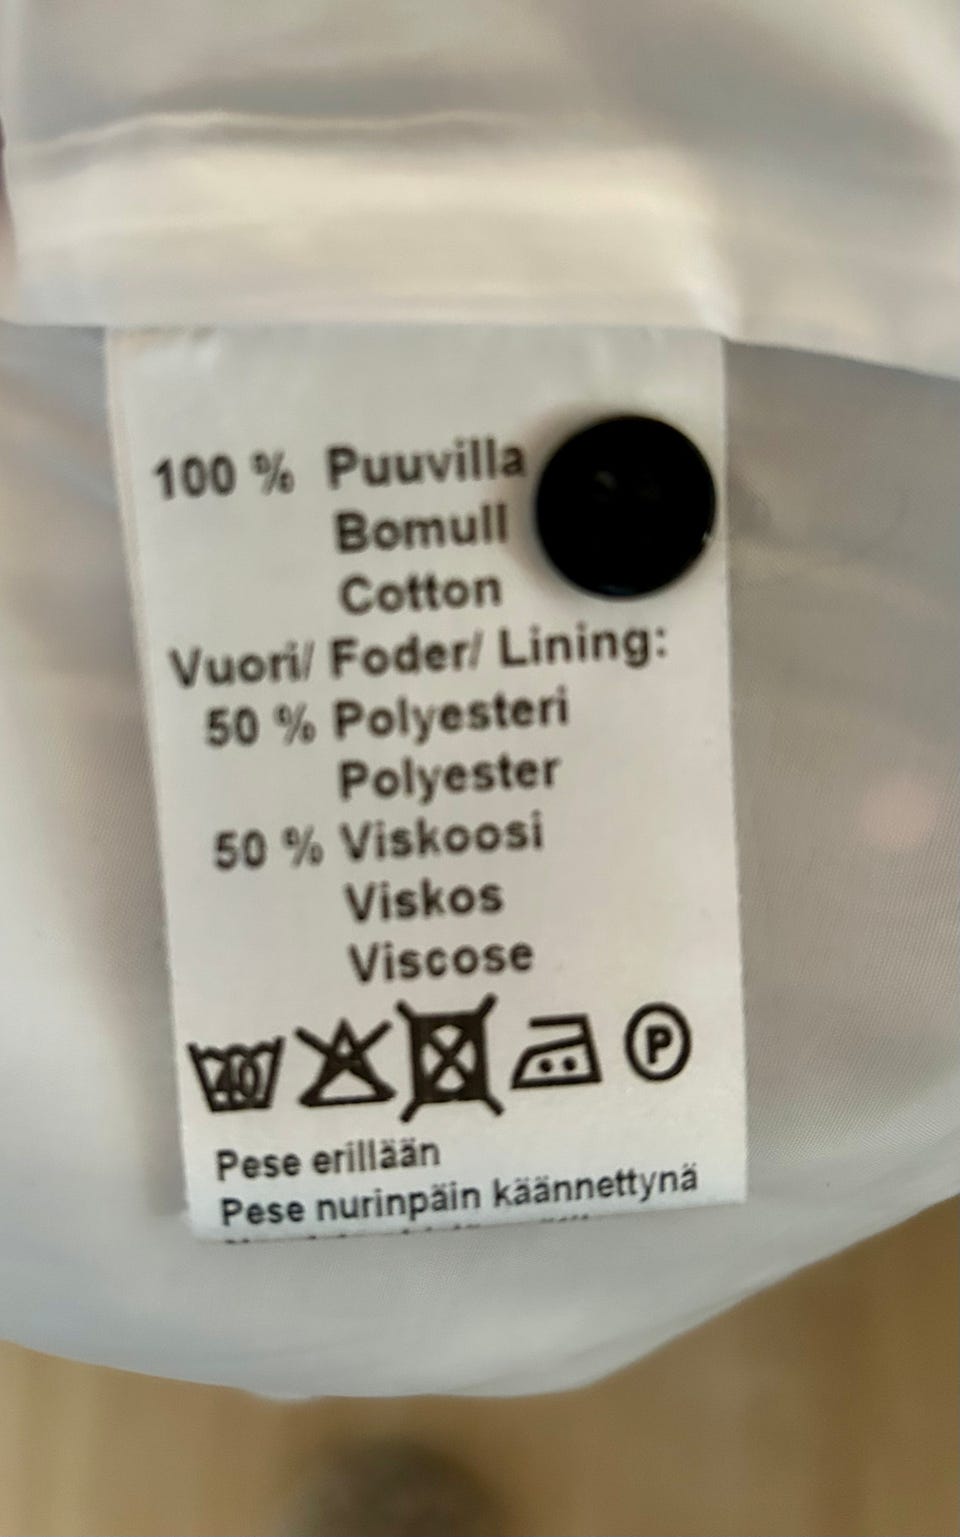 100 % Puuvilla
Bomull
Cotton
Vuori/ Foder/ Lining:
50 % Polyesteri
Polyester
50 % Viskoosi
Viskos
Viscose
40 P
Pese erillään
Pese nurinpäin käännettynä